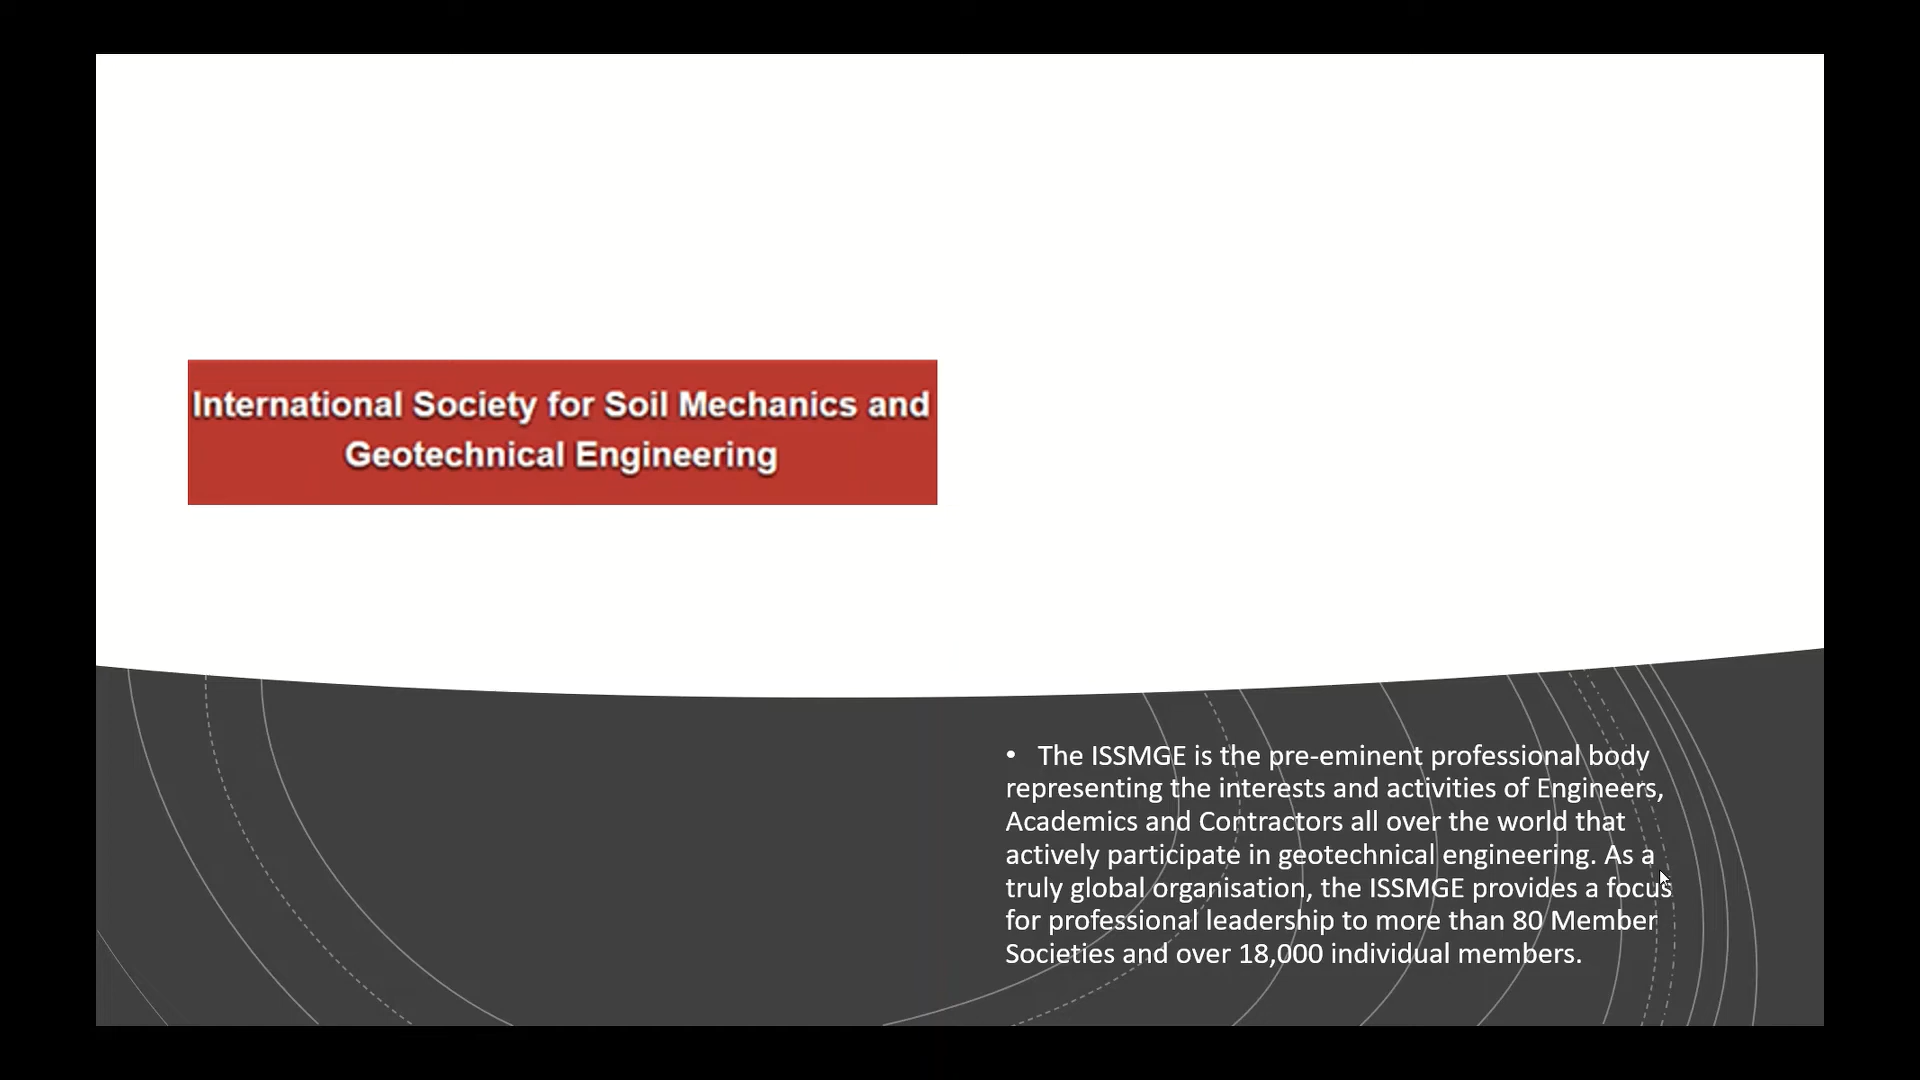 International Society for Soil Mechanics and
Geotechnical Engineering
• The ISSMGE is the pre-eminent professional body
representing the interests and activities of Engineers,
Academics and Contractors all over the world that
actively participate in geotechnical engineering. As a
truly global organisation, the ISSMGE provides a focus
for professional leadership to more than 80 Member
Societies and over 18,000 individual members.